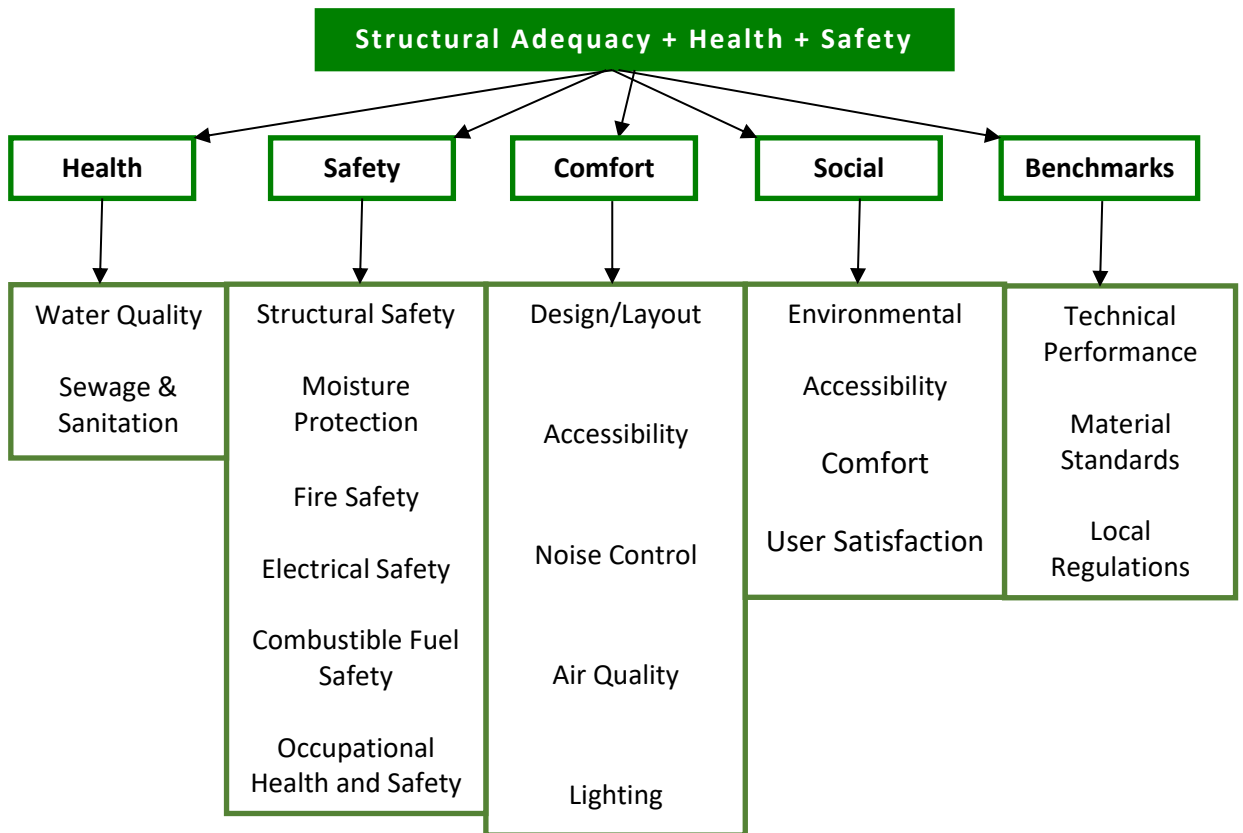 Structural Adequacy + Health + Safety
Health
Safety
Comfort
Social
Benchmarks
Water Quality
Sewage &
Sanitation
Structural Safety
Moisture
Protection
Fire Safety
Electrical Safety
Combustible Fuel
Safety
Occupational
Health and Safety
Design/Layout
Accessibility
Noise Control
Air Quality
Lighting
Environmental
Accessibility
Comfort
User Satisfaction
Technical
Performance
Material
Standards
Local
Regulations